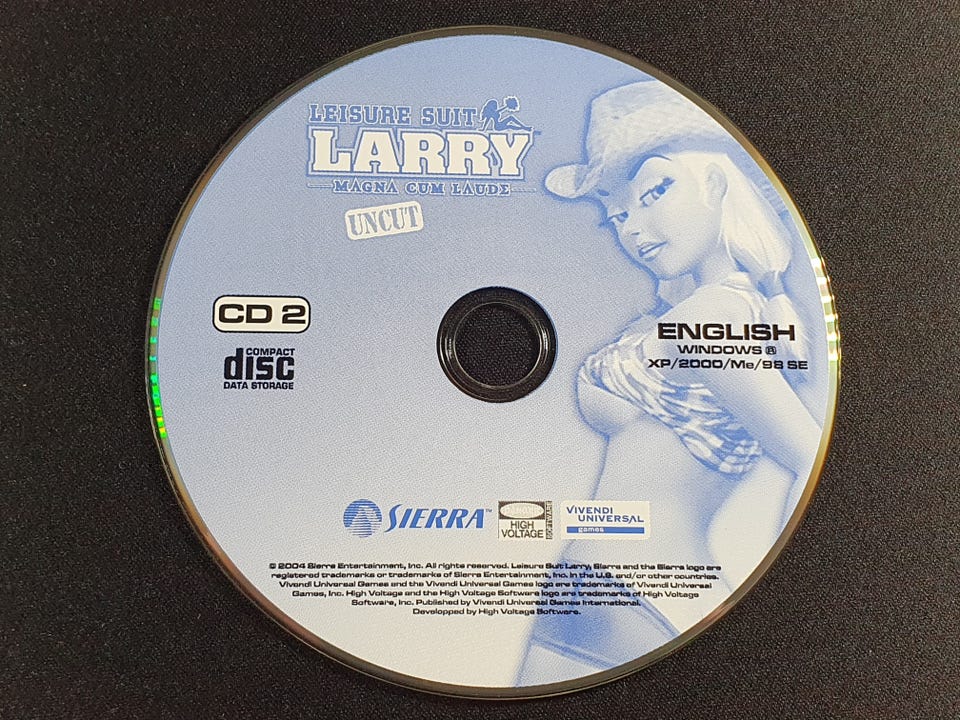 LEISURE SUIT
LARRY™
MAGNA CUM LAUDE
UNCUT
CD 2
COMPACT
disc
DATA STORAGE
ENGLISH
WINDOWS ®
XP/2000/Me/98 SE
SIERRA™
DANGER
HIGH
VOLTAGE
SOFTWARE
VIVENDI
UNIVERSAL
games
© 2004 Sierra Entertainment, Inc. All rights reserved. Leisure Suit Larry, Sierra and the Sierra logo are
registered trademarks or trademarks of Sierra Entertainment, Inc. in the U.S. and/or other countries.
Vivendi Universal Games and the Vivendi Universal Games logo are trademarks of Vivendi Universal
Games, Inc. High Voltage and the High Voltage Software logo are trademarks of High Voltage
Software, Inc. Published by Vivendi Universal Games International.
Developped by High Voltage Software.